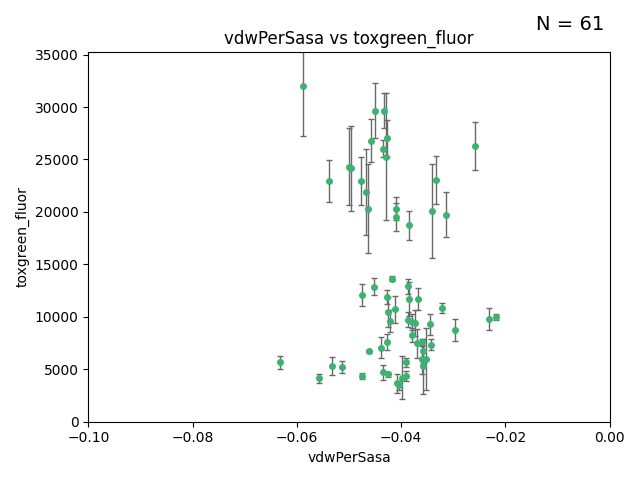 N = 61
vdwPerSasa vs toxgreen_fluor
35000
30000
25000
20000
15000
10000
5000
0
toxgreen_fluor
−0.10 −0.08 −0.06 −0.04 −0.02 0.00
vdwPerSasa